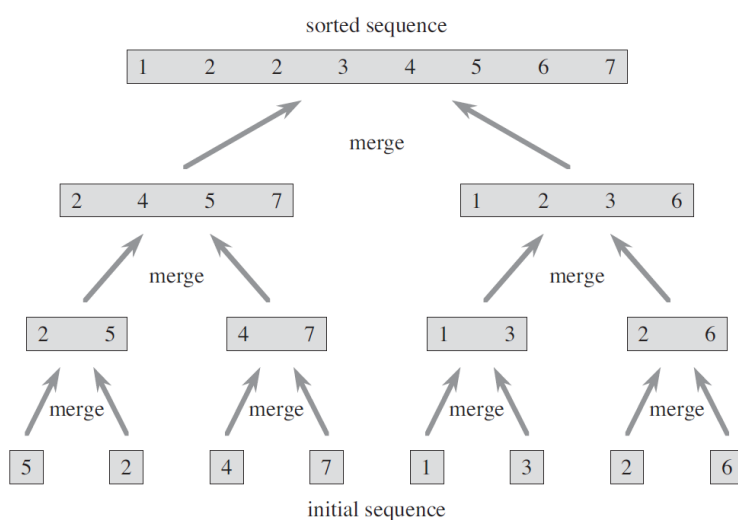 sorted sequence
1 2 2 3 4 5 6 7
merge
2 4 5 7 1 2 3 6
merge merge
2 5 4 7 1 3 2 6
merge merge merge merge
5 2 4 7 1 3 2 6
initial sequence